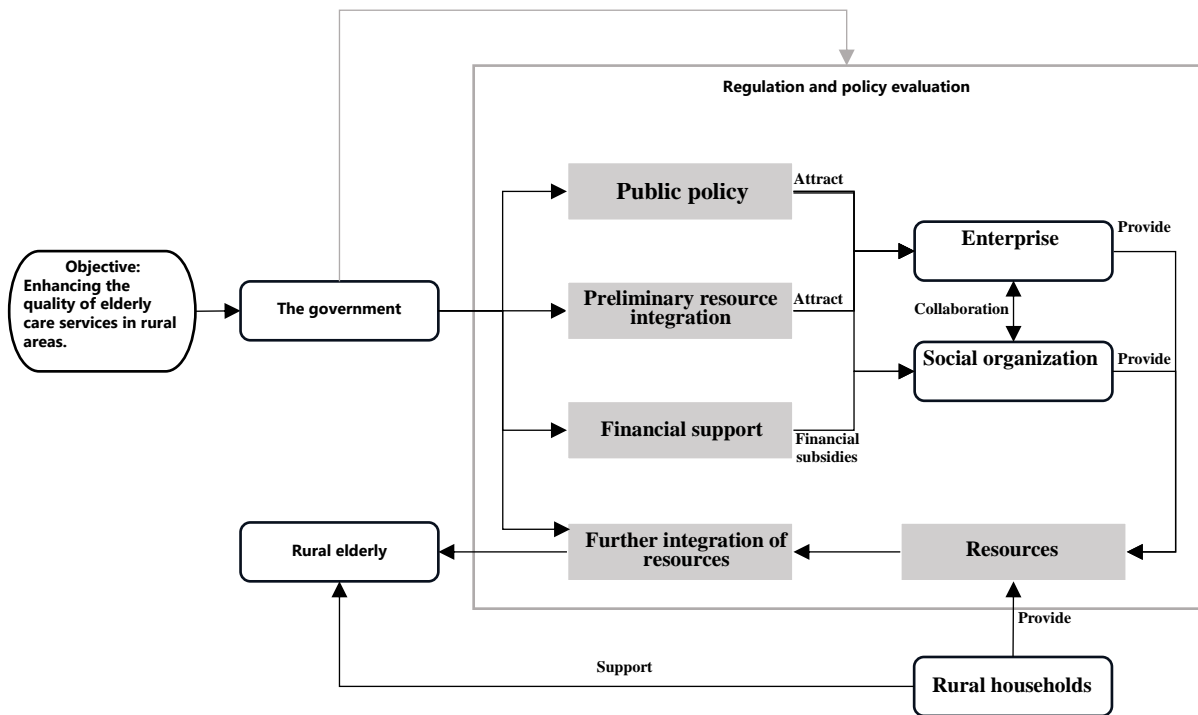 Regulation and policy evaluation
Public policy
Attract
Enterprise
Provide
Objective:
Enhancing the
quality of elderly
care services in rural
areas.
The government
Preliminary resource
integration
Attract
Collaboration
Social organization
Provide
Financial support
Financial
subsidies
Rural elderly
Further integration of
resources
Resources
Provide
Support
Rural households